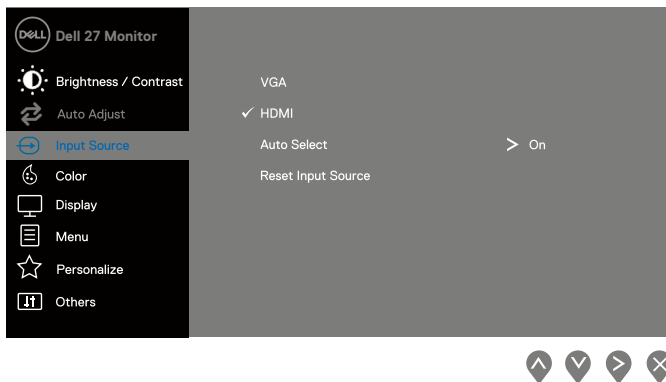 DELL Dell 27 Monitor
Brightness / Contrast
VGA
Auto Adjust
HDMI
Input Source
Auto Select
On
Color
Reset Input Source
Display
Menu
Personalize
Others